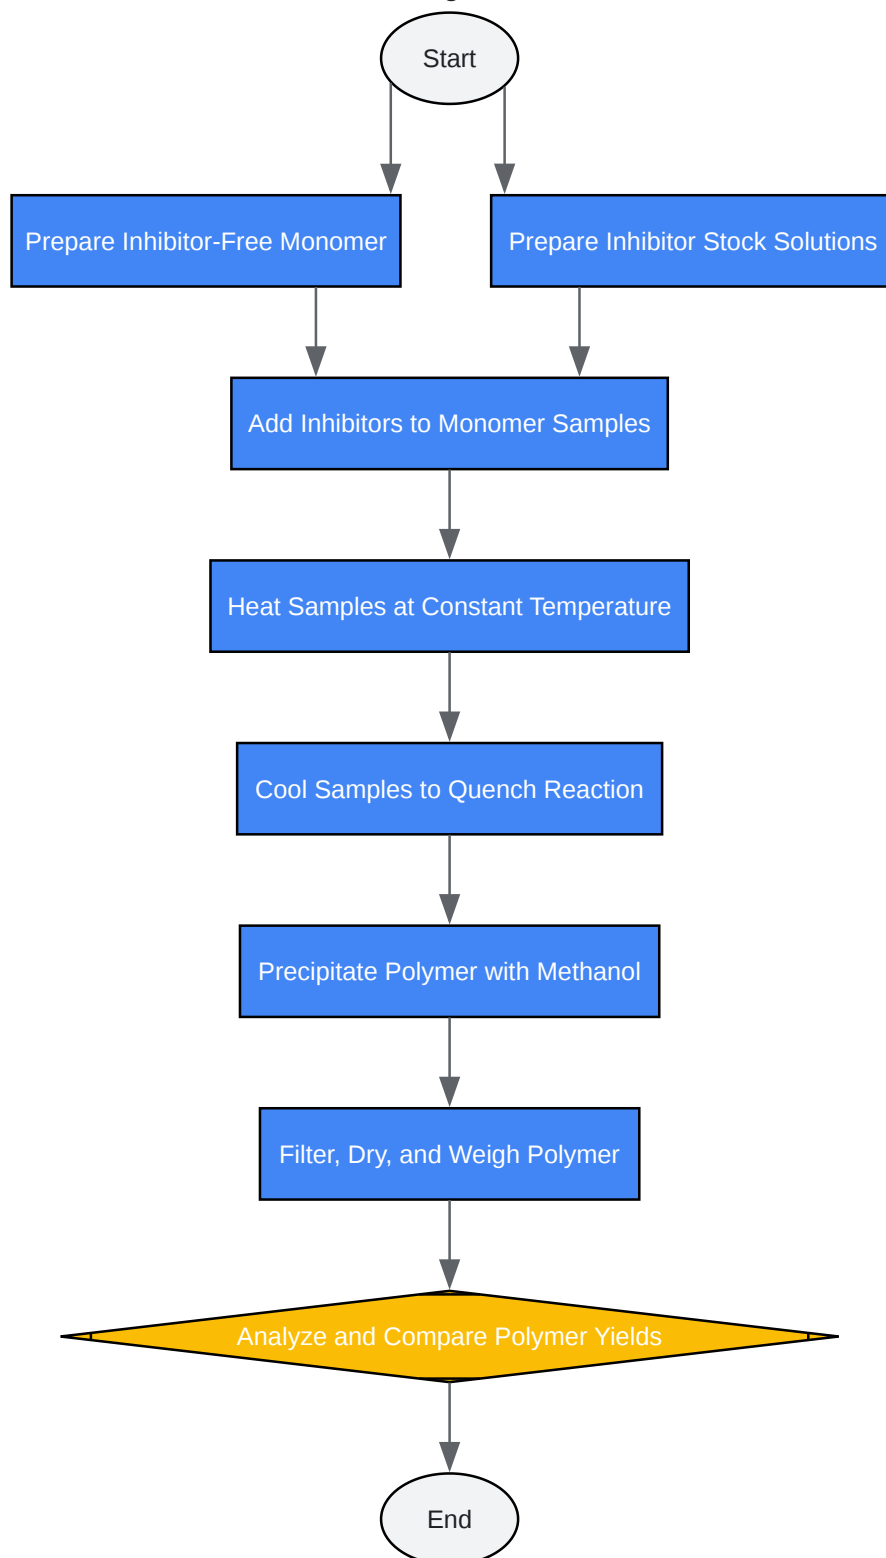 Start
Prepare Inhibitor-Free Monomer
Prepare Inhibitor Stock Solutions
Add Inhibitors to Monomer Samples
Heat Samples at Constant Temperature
Cool Samples to Quench Reaction
Precipitate Polymer with Methanol
Filter, Dry, and Weigh Polymer
Analyze and Compare Polymer Yields
End